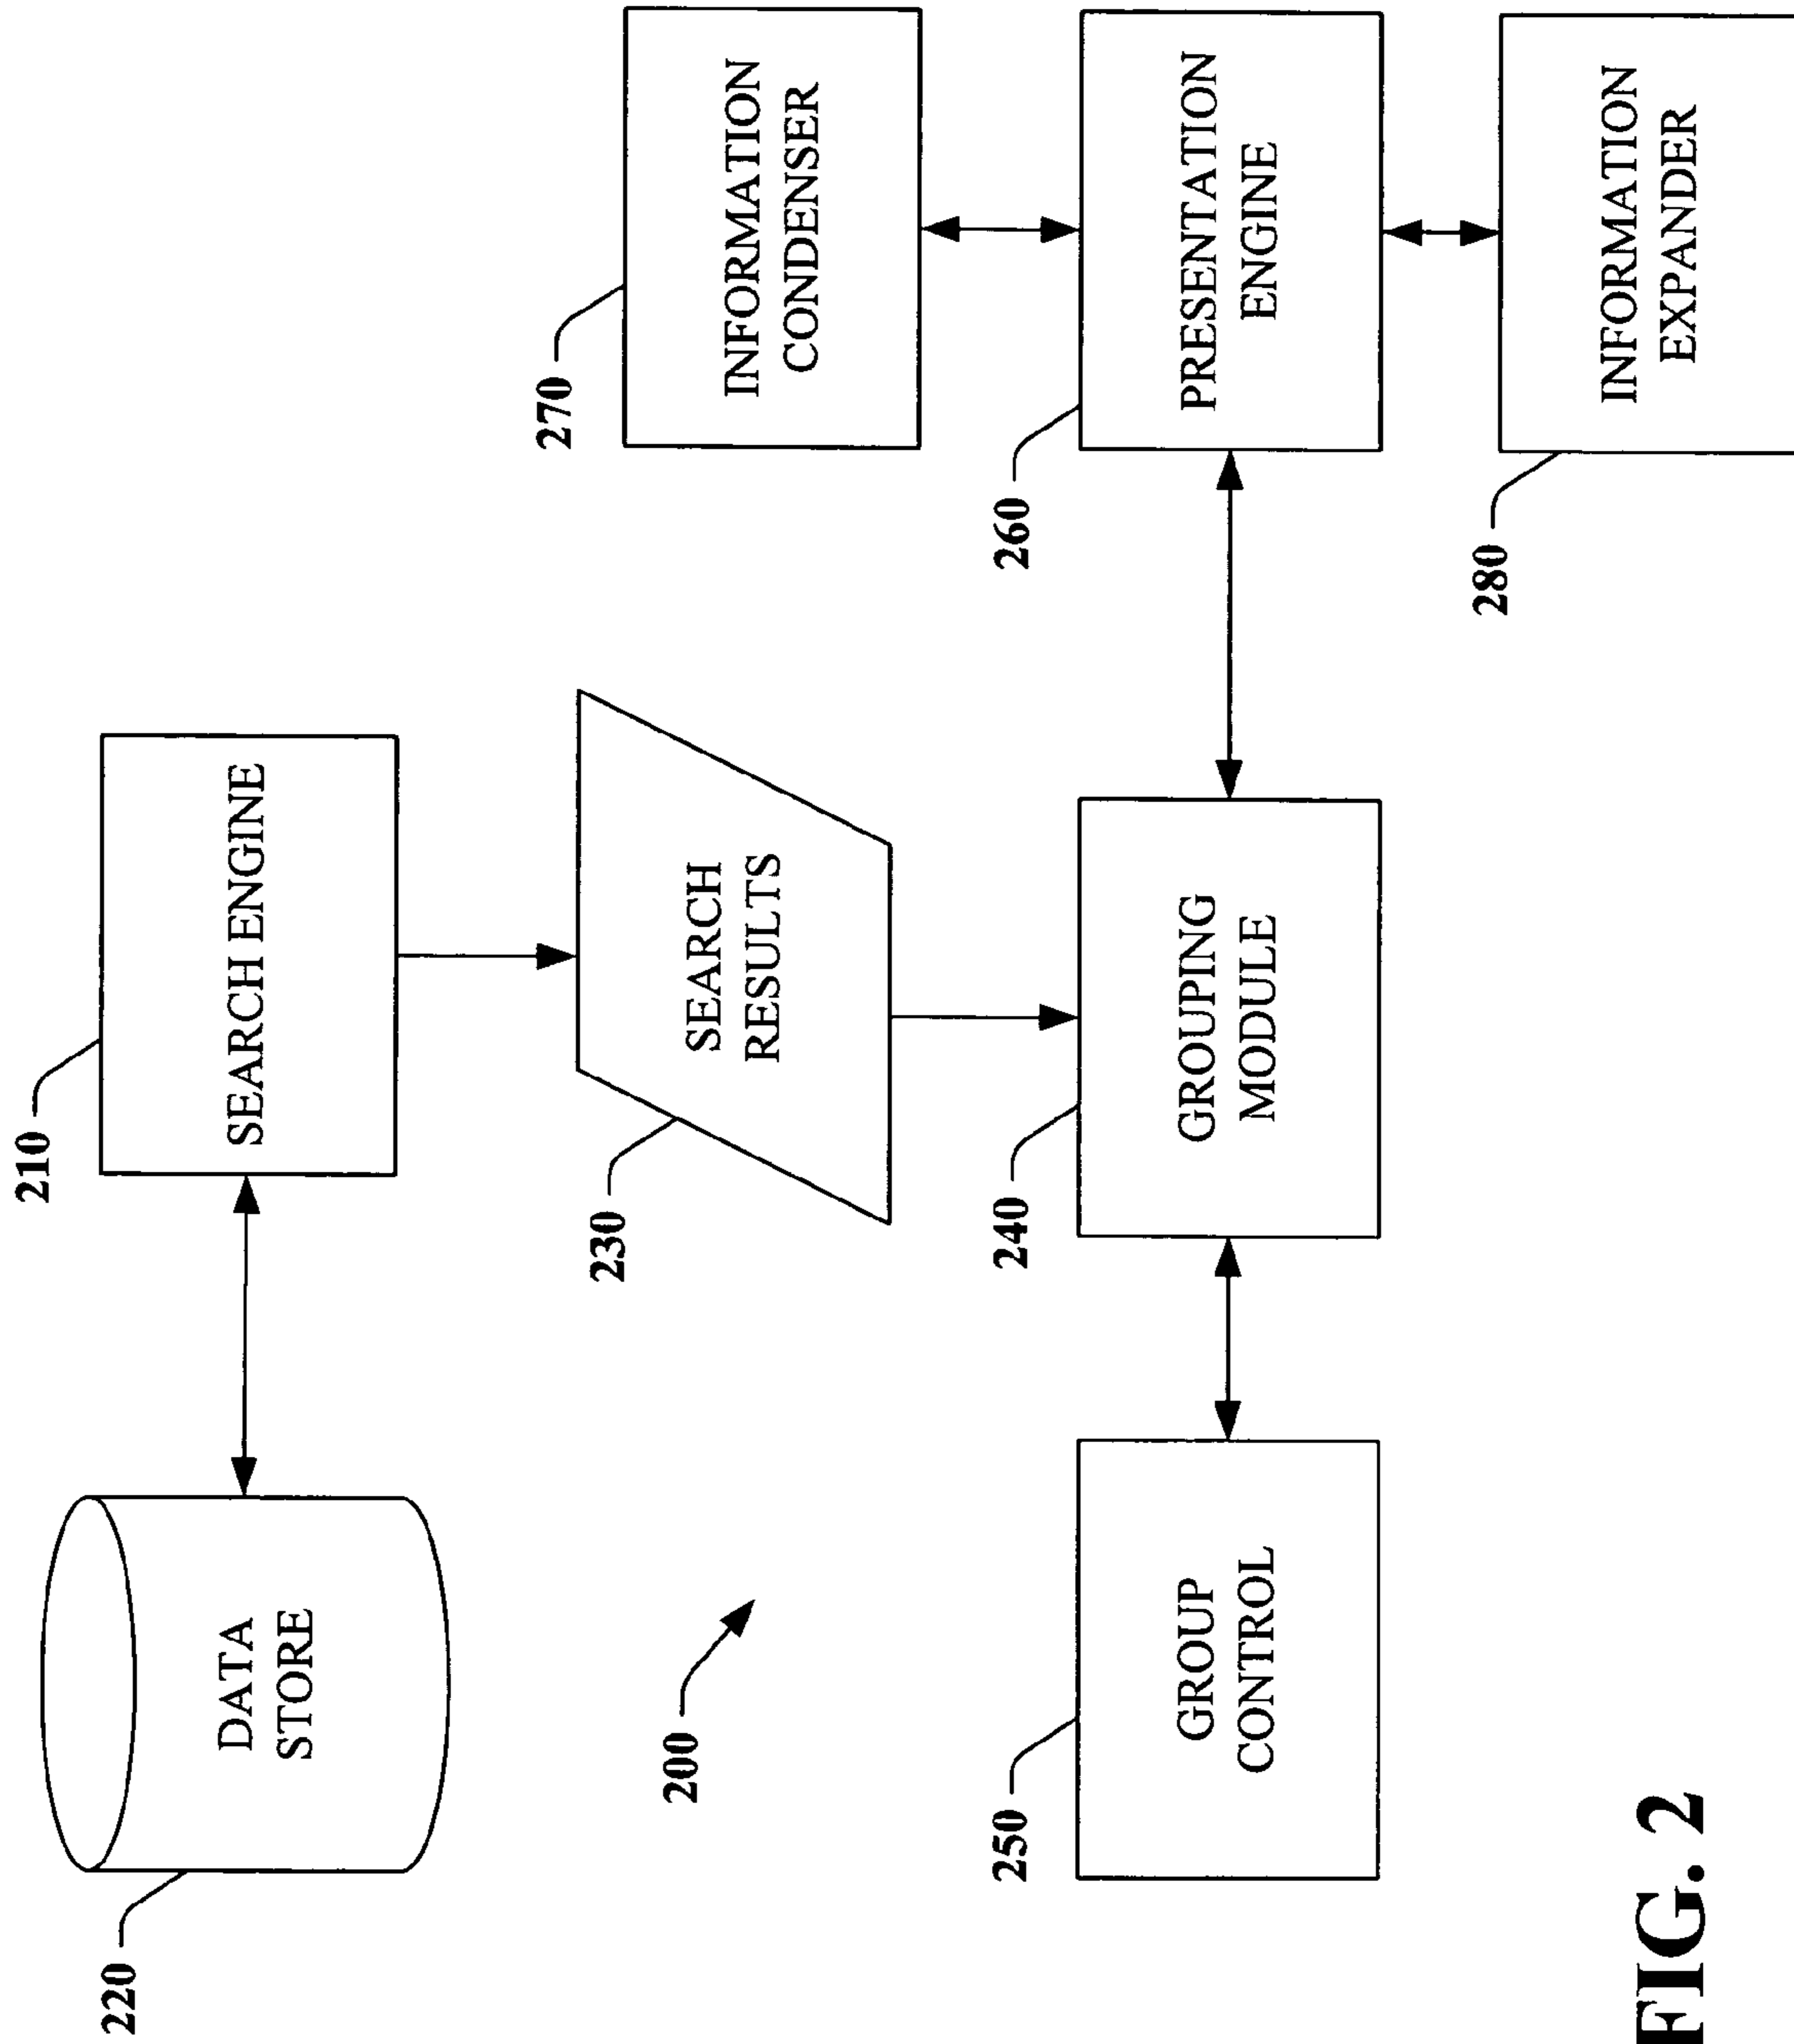 210
SEARCH ENGINE
220
DATA
STORE
230
SEARCH
RESULTS
200
270
INFORMATION
CONDENSER
250
GROUP
CONTROL
240
GROUPING
MODULE
260
PRESENTATION
ENGINE
280
INFORMATION
EXPANDER
FIG. 2